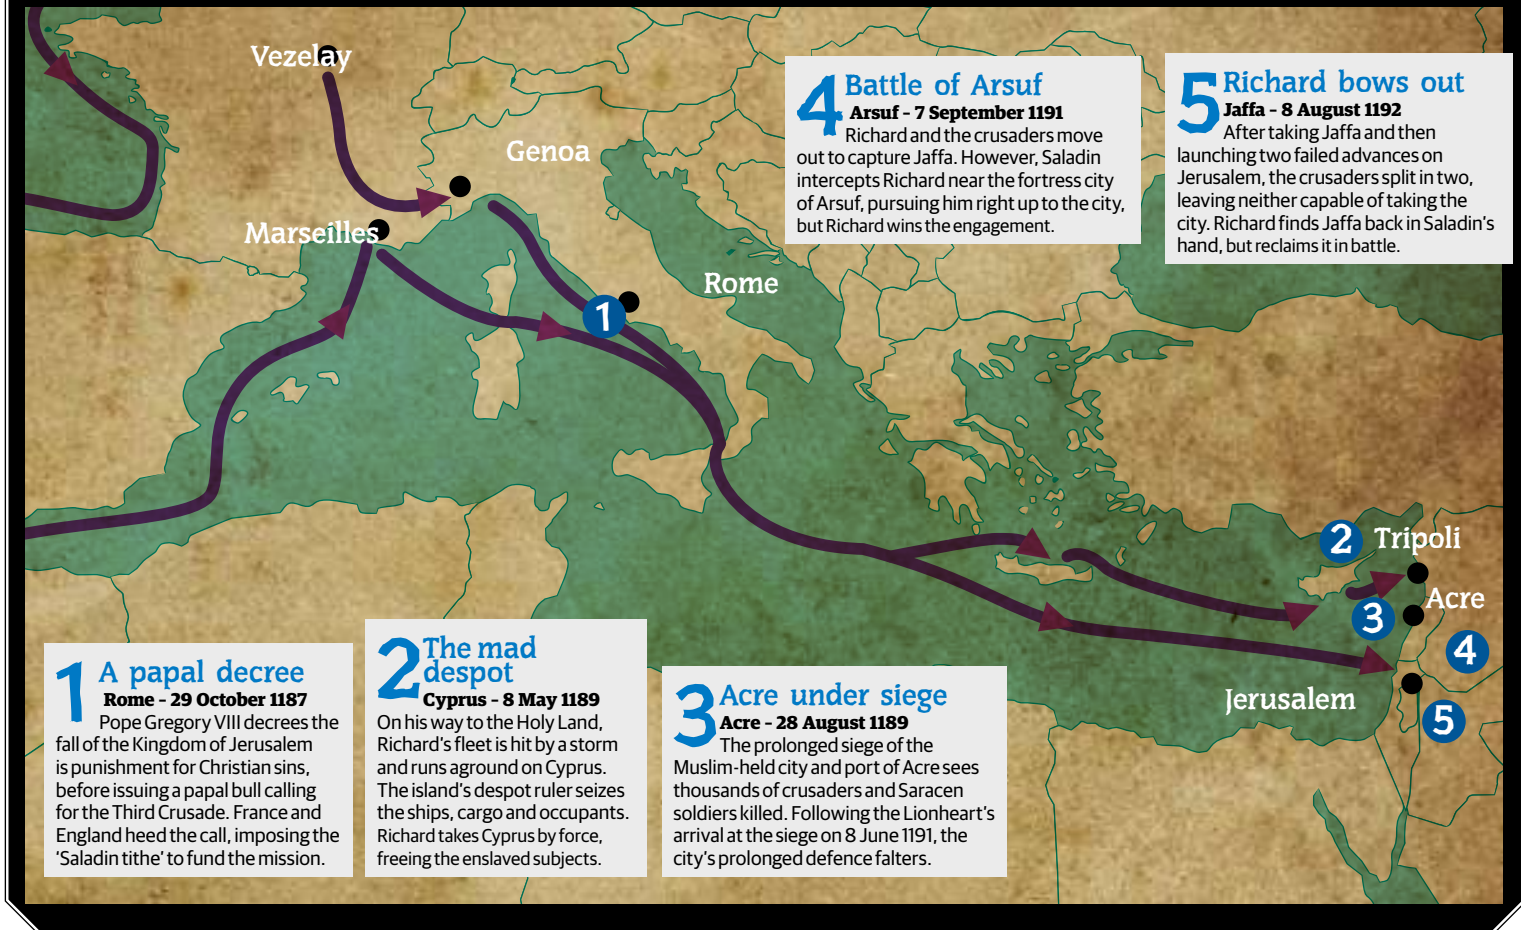 Vezelay
Genoa
Marseilles
Rome
1
2
Tripoli
Acre
3
4
Jerusalem
5
1 A papal decree
Rome – 29 October 1187
Pope Gregory VIII decrees the
fall of the Kingdom of Jerusalem
is punishment for Christian sins,
before issuing a papal bull calling
for the Third Crusade. France and
England heed the call, imposing the
‘Saladin tithe’ to fund the mission.
2 The mad
despot
Cyprus – 8 May 1189
On his way to the Holy Land,
Richard’s fleet is hit by a storm
and runs aground on Cyprus.
The island’s despot ruler seizes
the ships, cargo and occupants.
Richard takes Cyprus by force,
freeing the enslaved subjects.
3 Acre under siege
Acre – 28 August 1189
The prolonged siege of the
Muslim-held city and port of Acre sees
thousands of crusaders and Saracen
soldiers killed. Following the Lionheart’s
arrival at the siege on 8 June 1191, the
city’s prolonged defence falters.
4 Battle of Arsuf
Arsuf – 7 September 1191
Richard and the crusaders move
out to capture Jaffa. However, Saladin
intercepts Richard near the fortress city
of Arsuf, pursuing him right up to the city,
but Richard wins the engagement.
5 Richard bows out
Jaffa – 8 August 1192
After taking Jaffa and then
launching two failed advances on
Jerusalem, the crusaders split in two,
leaving neither capable of taking the
city. Richard finds Jaffa back in Saladin’s
hand, but reclaims it in battle.